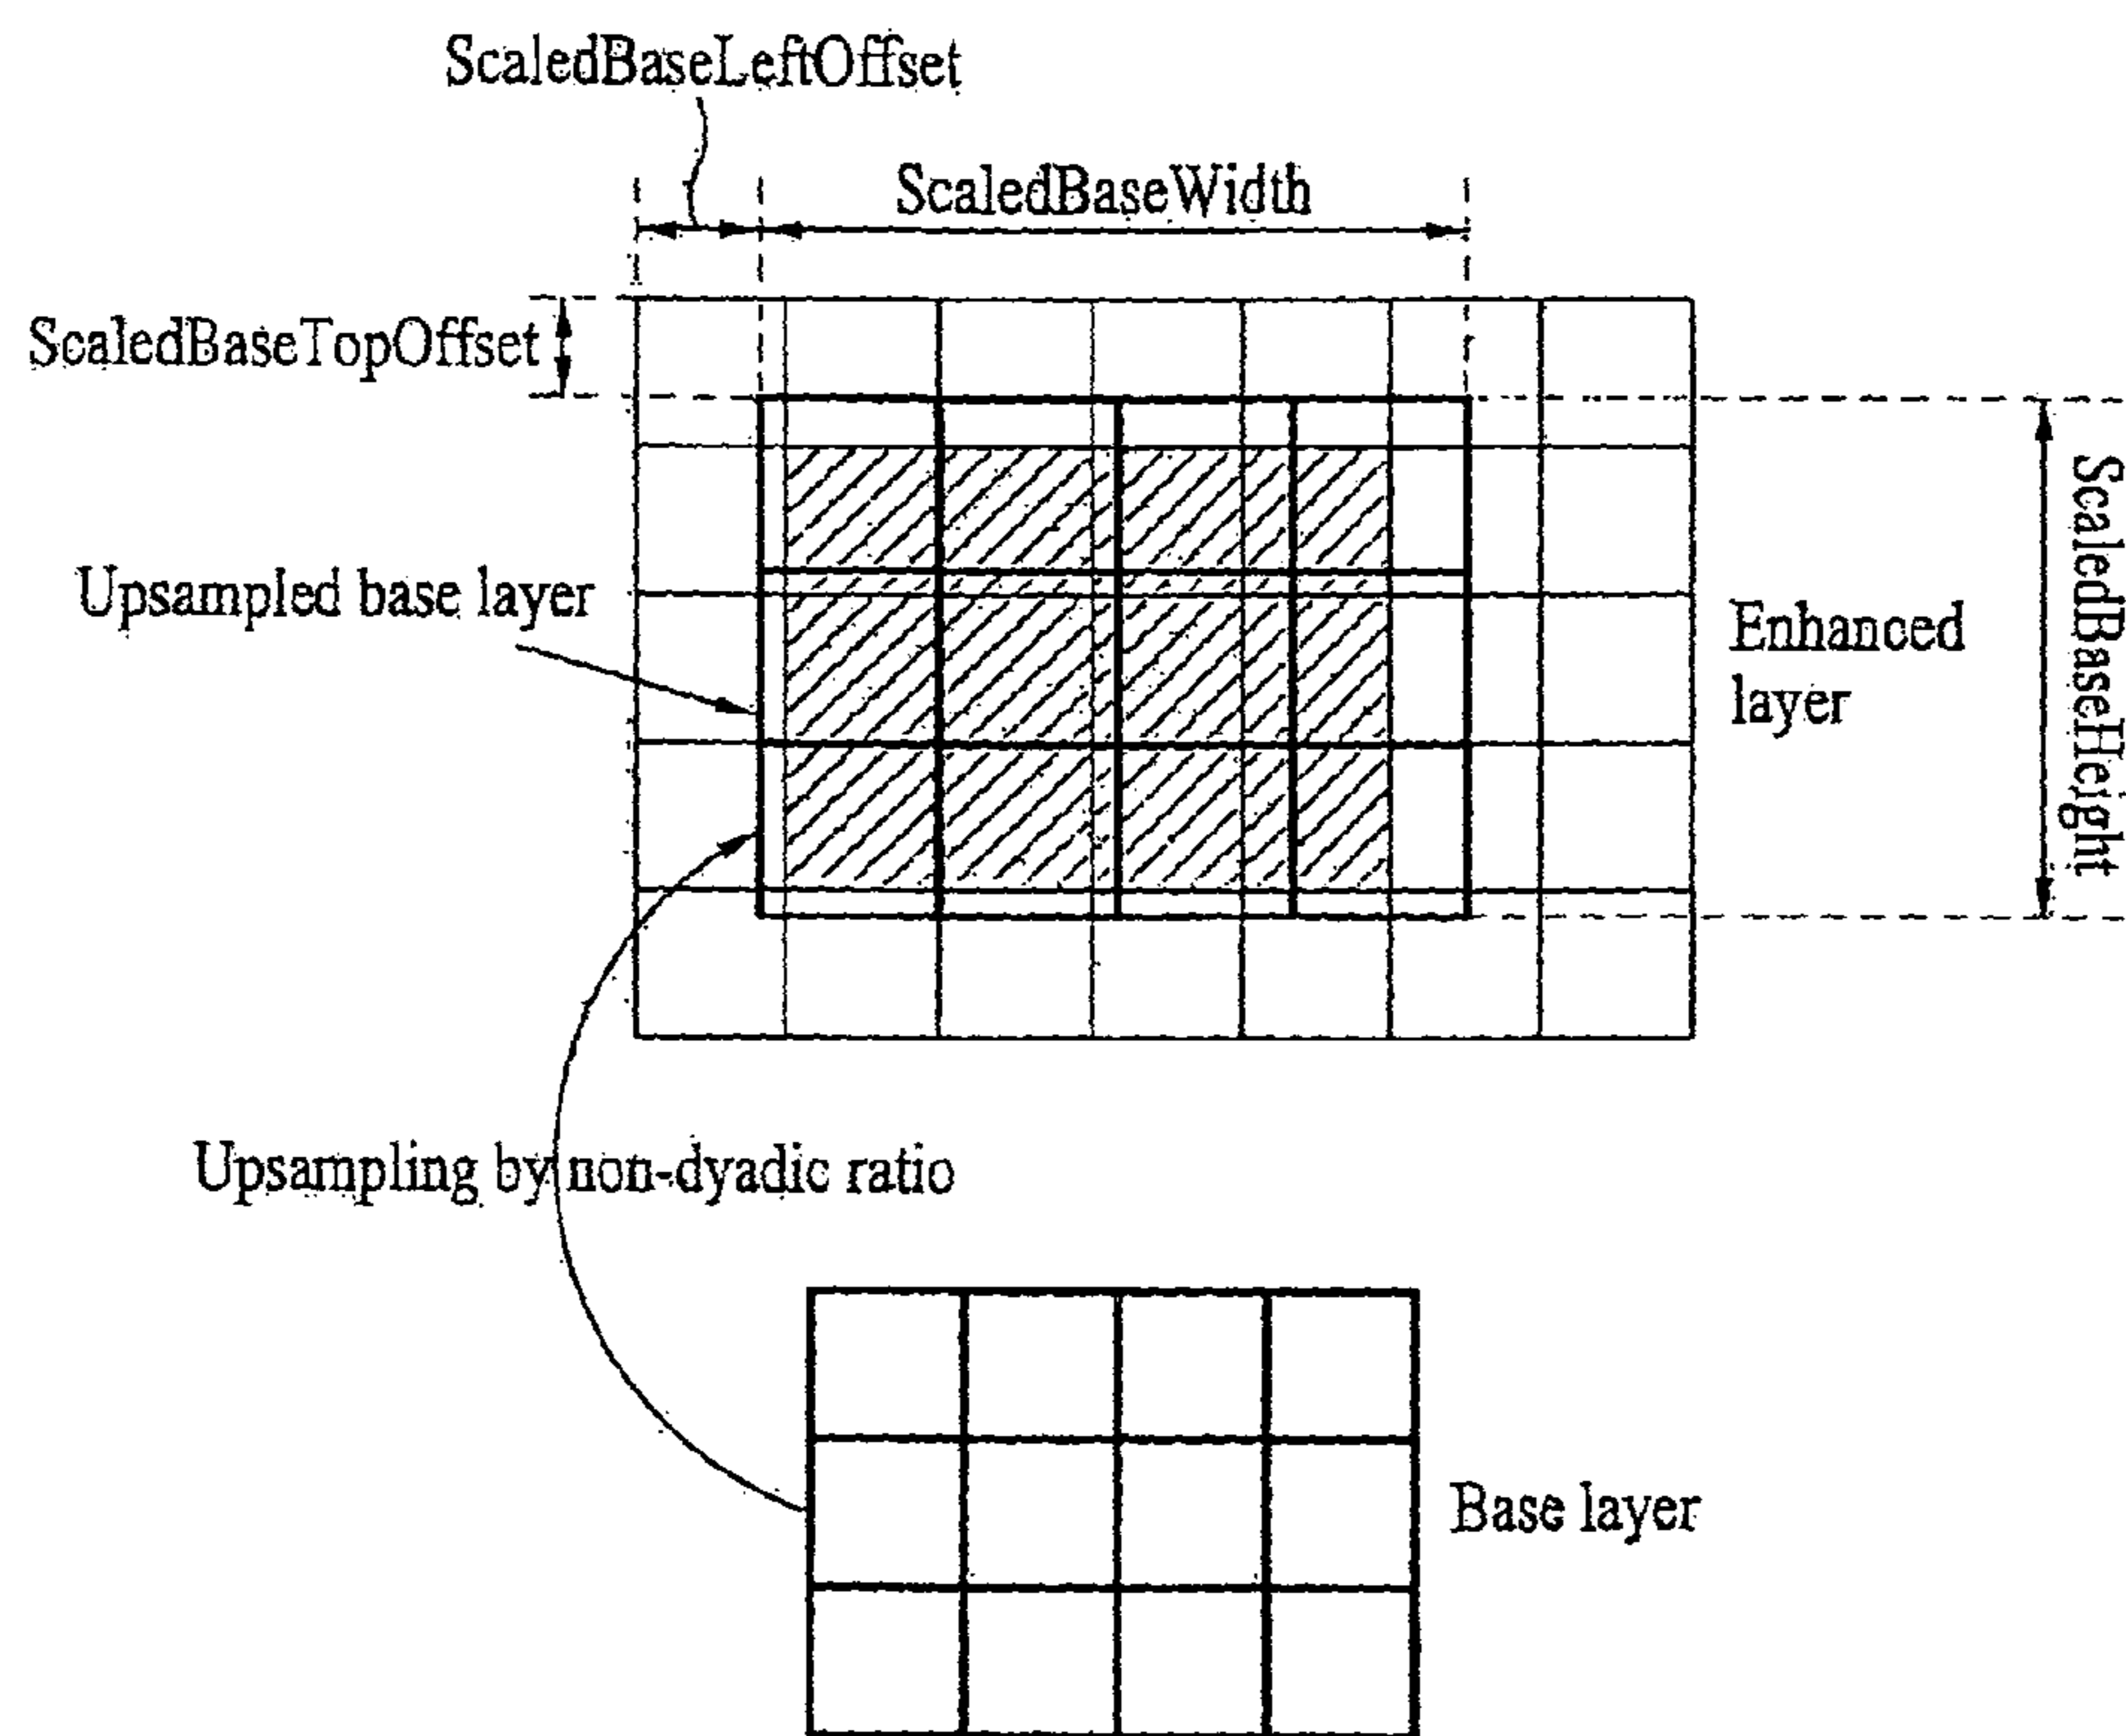 ScaledBaseLeftOffset
ScaledBaseWidth
ScaledBaseTopOffset
Upsampled base layer
Enhanced
layer
ScaledBaseHeight
Upsampling by non-dyadic ratio
Base layer